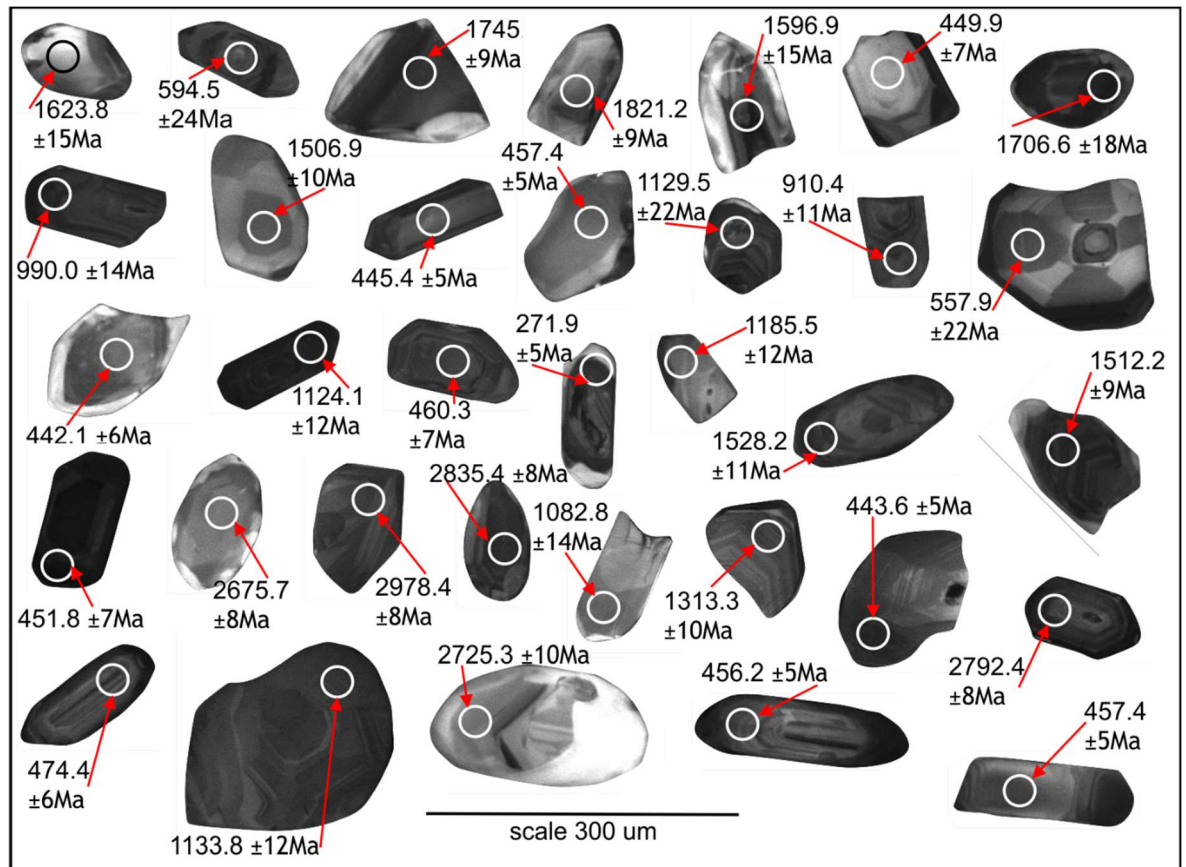 1623.8
±15Ma
594.5
±24Ma
1745
±9Ma
1821.2
±9Ma
1596.9
±15Ma
449.9
±7Ma
1706.6 ±18Ma
990.0 ±14Ma
1506.9
±10Ma
445.4 ±5Ma
457.4
±5Ma
1129.5
±22Ma
910.4
±11Ma
557.9
±22Ma
442.1 ±6Ma
1124.1
±12Ma
460.3
±7Ma
271.9
±5Ma
1185.5
±12Ma
1528.2
±11Ma
1512.2
±9Ma
451.8 ±7Ma
2675.7
±8Ma
2978.4
±8Ma
2835.4 ±8Ma
1082.8
±14Ma
1313.3
±10Ma
443.6 ±5Ma
2792.4
±8Ma
474.4
±6Ma
1133.8 ±12Ma
2725.3 ±10Ma
456.2 ±5Ma
457.4
±5Ma
scale 300 um